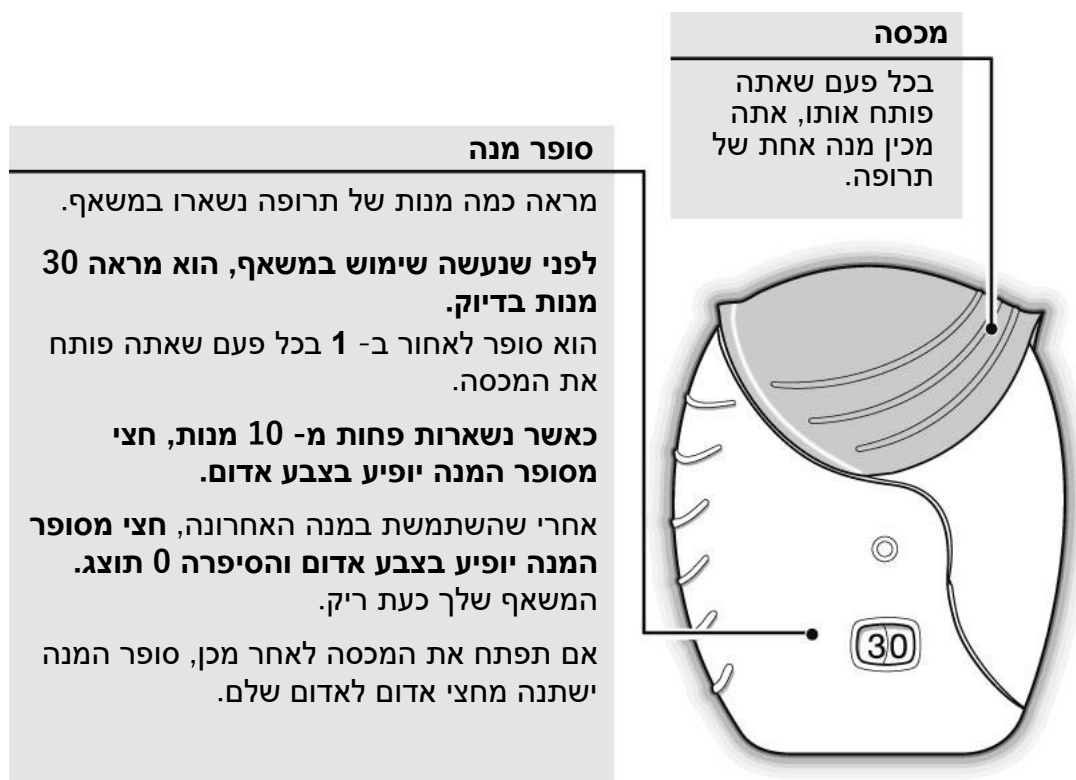 מכסה
בכל פעם שאתה
פותח אותו, אתה
מכין מנה אחת של
תרופה.
סופר מנה
מראה כמה מנות של תרופה נשארו במשאף.
לפני שנעשה שימוש במשאף, הוא מראה 30
מנות בדיוק.
הוא סופר לאחור ב- 1 בכל פעם שאתה פותח
את המכסה.
כאשר נשארות פחות מ- 10 מנות, חצי
מסופר המנה יופיע בצבע אדום.
אחרי שהשתמשת במנה האחרונה, חצי מסופר
המנה יופיע בצבע אדום והסיפרה 0 תוצג.
המשאף שלך כעת ריק.
אם תפתח את המכסה לאחר מכן, סופר המנה
ישתנה מחצי אדום לאדום שלם.
30